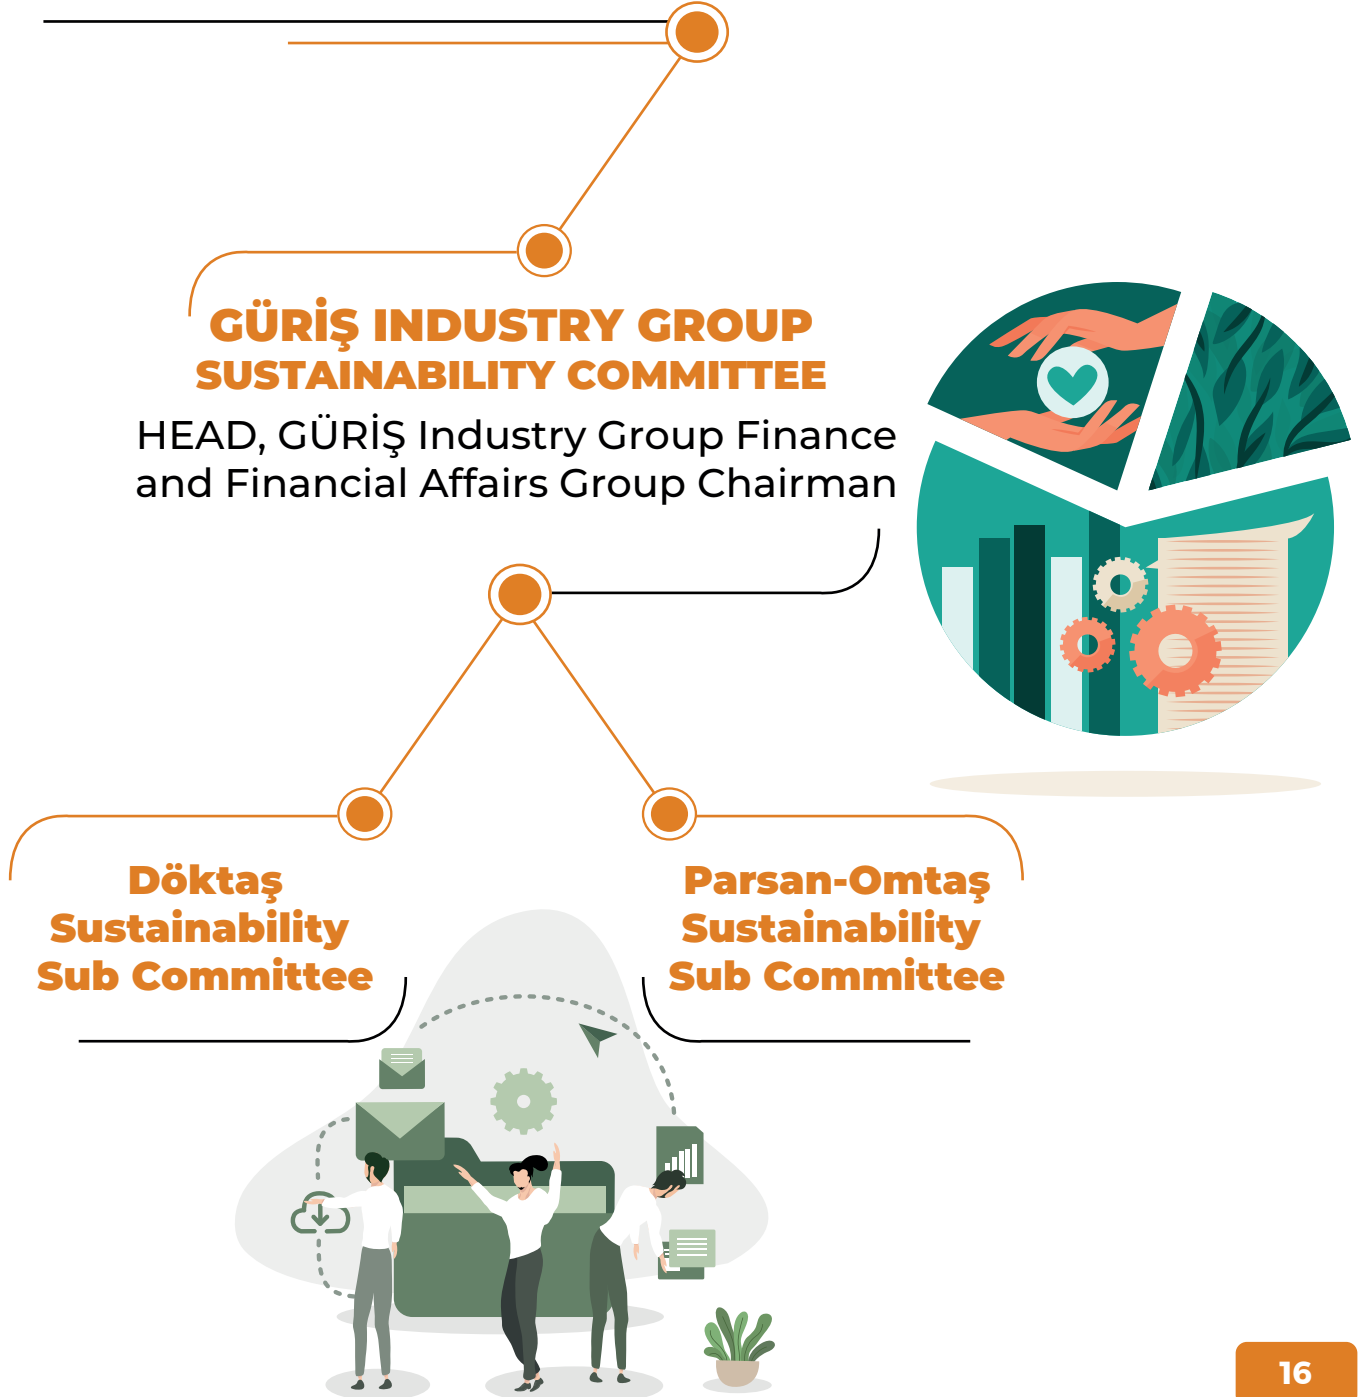 GÜRİŞ INDUSTRY GROUP
SUSTAINABILITY COMMITTEE
HEAD, GÜRİŞ Industry Group Finance
and Financial Affairs Group Chairman
Döktaş
Sustainability
Sub Committee
Parsan-Omtaş
Sustainability
Sub Committee
16